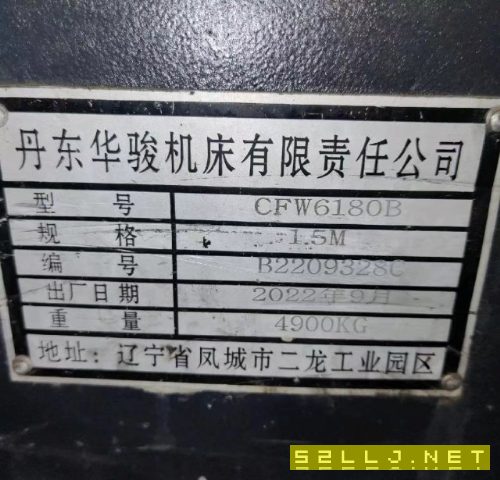 丹东华骏机床有限责任公司
型 号 CFW6180B
规 格 1.5M
编 号 B2209328C
出厂日期 2022年9月
重 量 4900KG
地址: 辽宁省凤城市二龙工业园区
52LLJ.NET